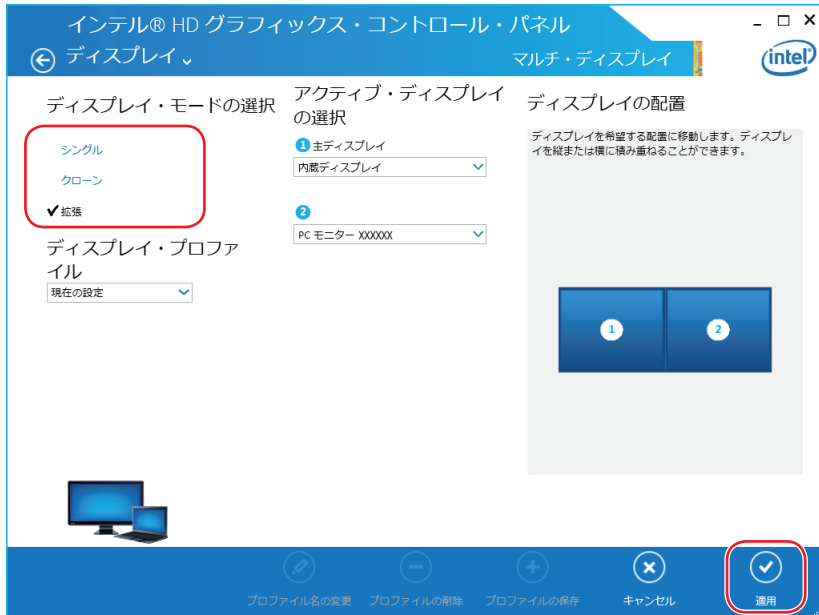 インテル® HD グラフィックス・コントロール・パネル
ディスプレイ
マルチ・ディスプレイ
intel
ディスプレイ・モードの選択
シングル
クローン
拡張
ディスプレイ・プロファ
イル
現在の設定
アクティブ・ディスプレイ
の選択
1 主ディスプレイ
内蔵ディスプレイ
2
PC モニター XXXXXX
ディスプレイの配置
ディスプレイを希望する配置に移動します。ディスプレ
イを縦または横に積み重ねることができます。
1
2
プロファイル名の変更
プロファイルの削除
プロファイルの保存
キャンセル
適用